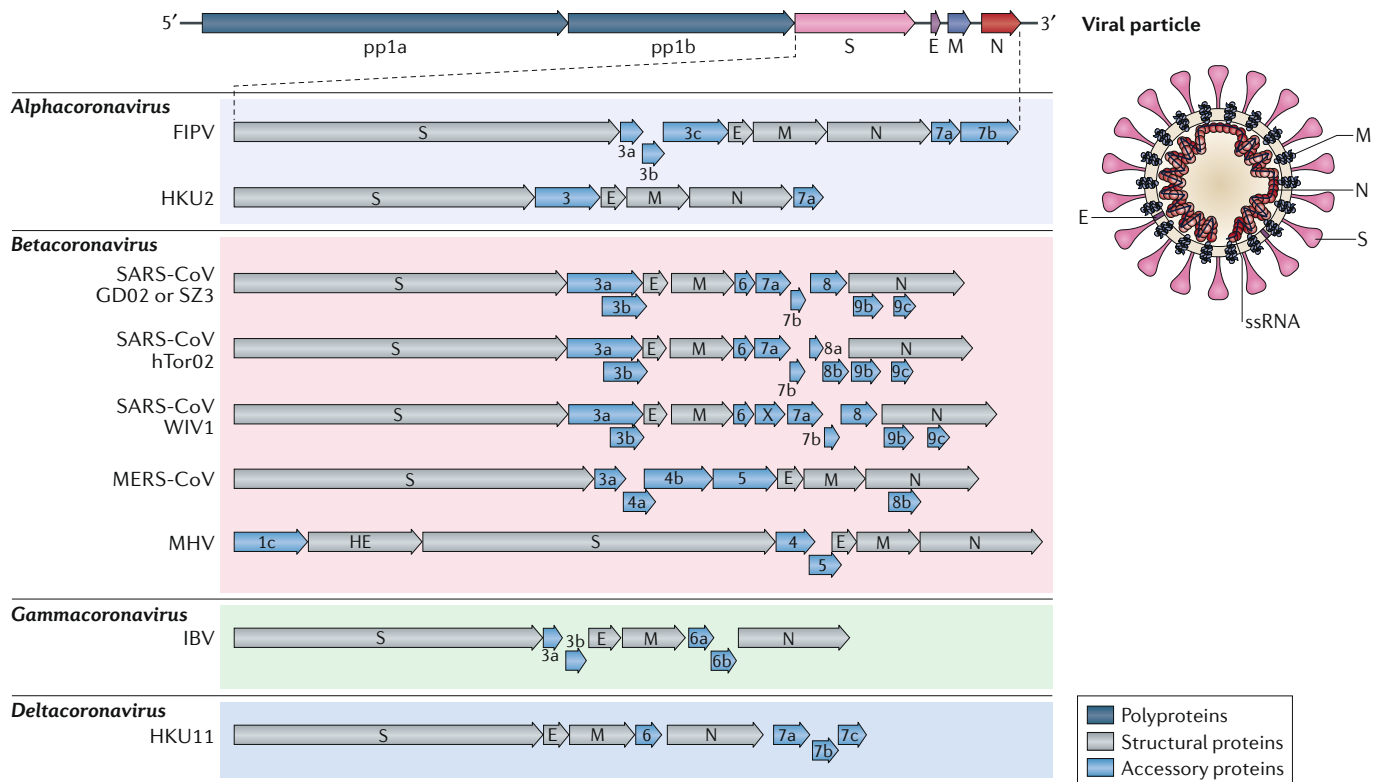 5′ 3′
pp1a pp1b S E M N
Viral particle
M
N
E
S
ssRNA
Alphacoronavirus
FIPV S 3a 3b 3c E M N 7a 7b
HKU2 S 3 E M N 7a
Betacoronavirus
SARS-CoV
GD02 or SZ3
S 3a E M 6 7a 8 N
3b 7b 9b 9c
SARS-CoV
hTor02
S 3a E M 6 7a 8a N
3b 7b 8b 9b 9c
SARS-CoV
WIV1
S 3a E M 6 X 7a 8 N
3b 7b 9b 9c
MERS-CoV S 3a 4b 5 E M N
4a 8b
MHV 1c HE S 4 E M N
5
Gammacoronavirus
IBV S 3a 3b E M 6a N
6b
Deltacoronavirus
HKU11 S E M 6 N 7a 7c
7b
Polyproteins
Structural proteins
Accessory proteins